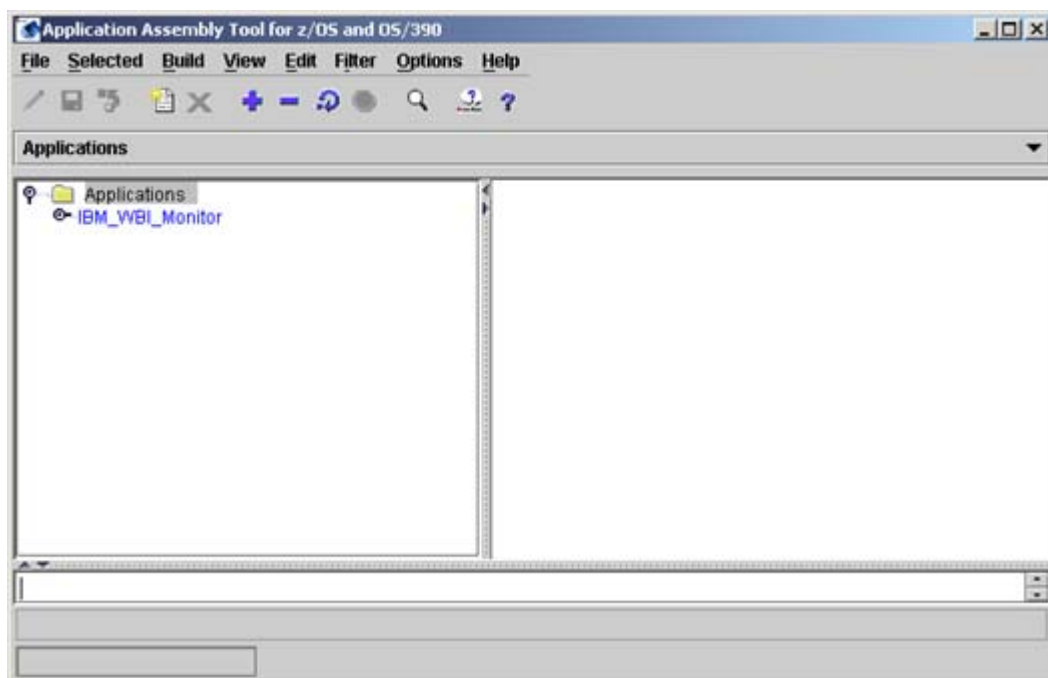 Application Assembly Tool for z/OS and OS/390
File Selected Build View Edit Filter Options Help
Applications
Applications
IBM_WBI_Monitor